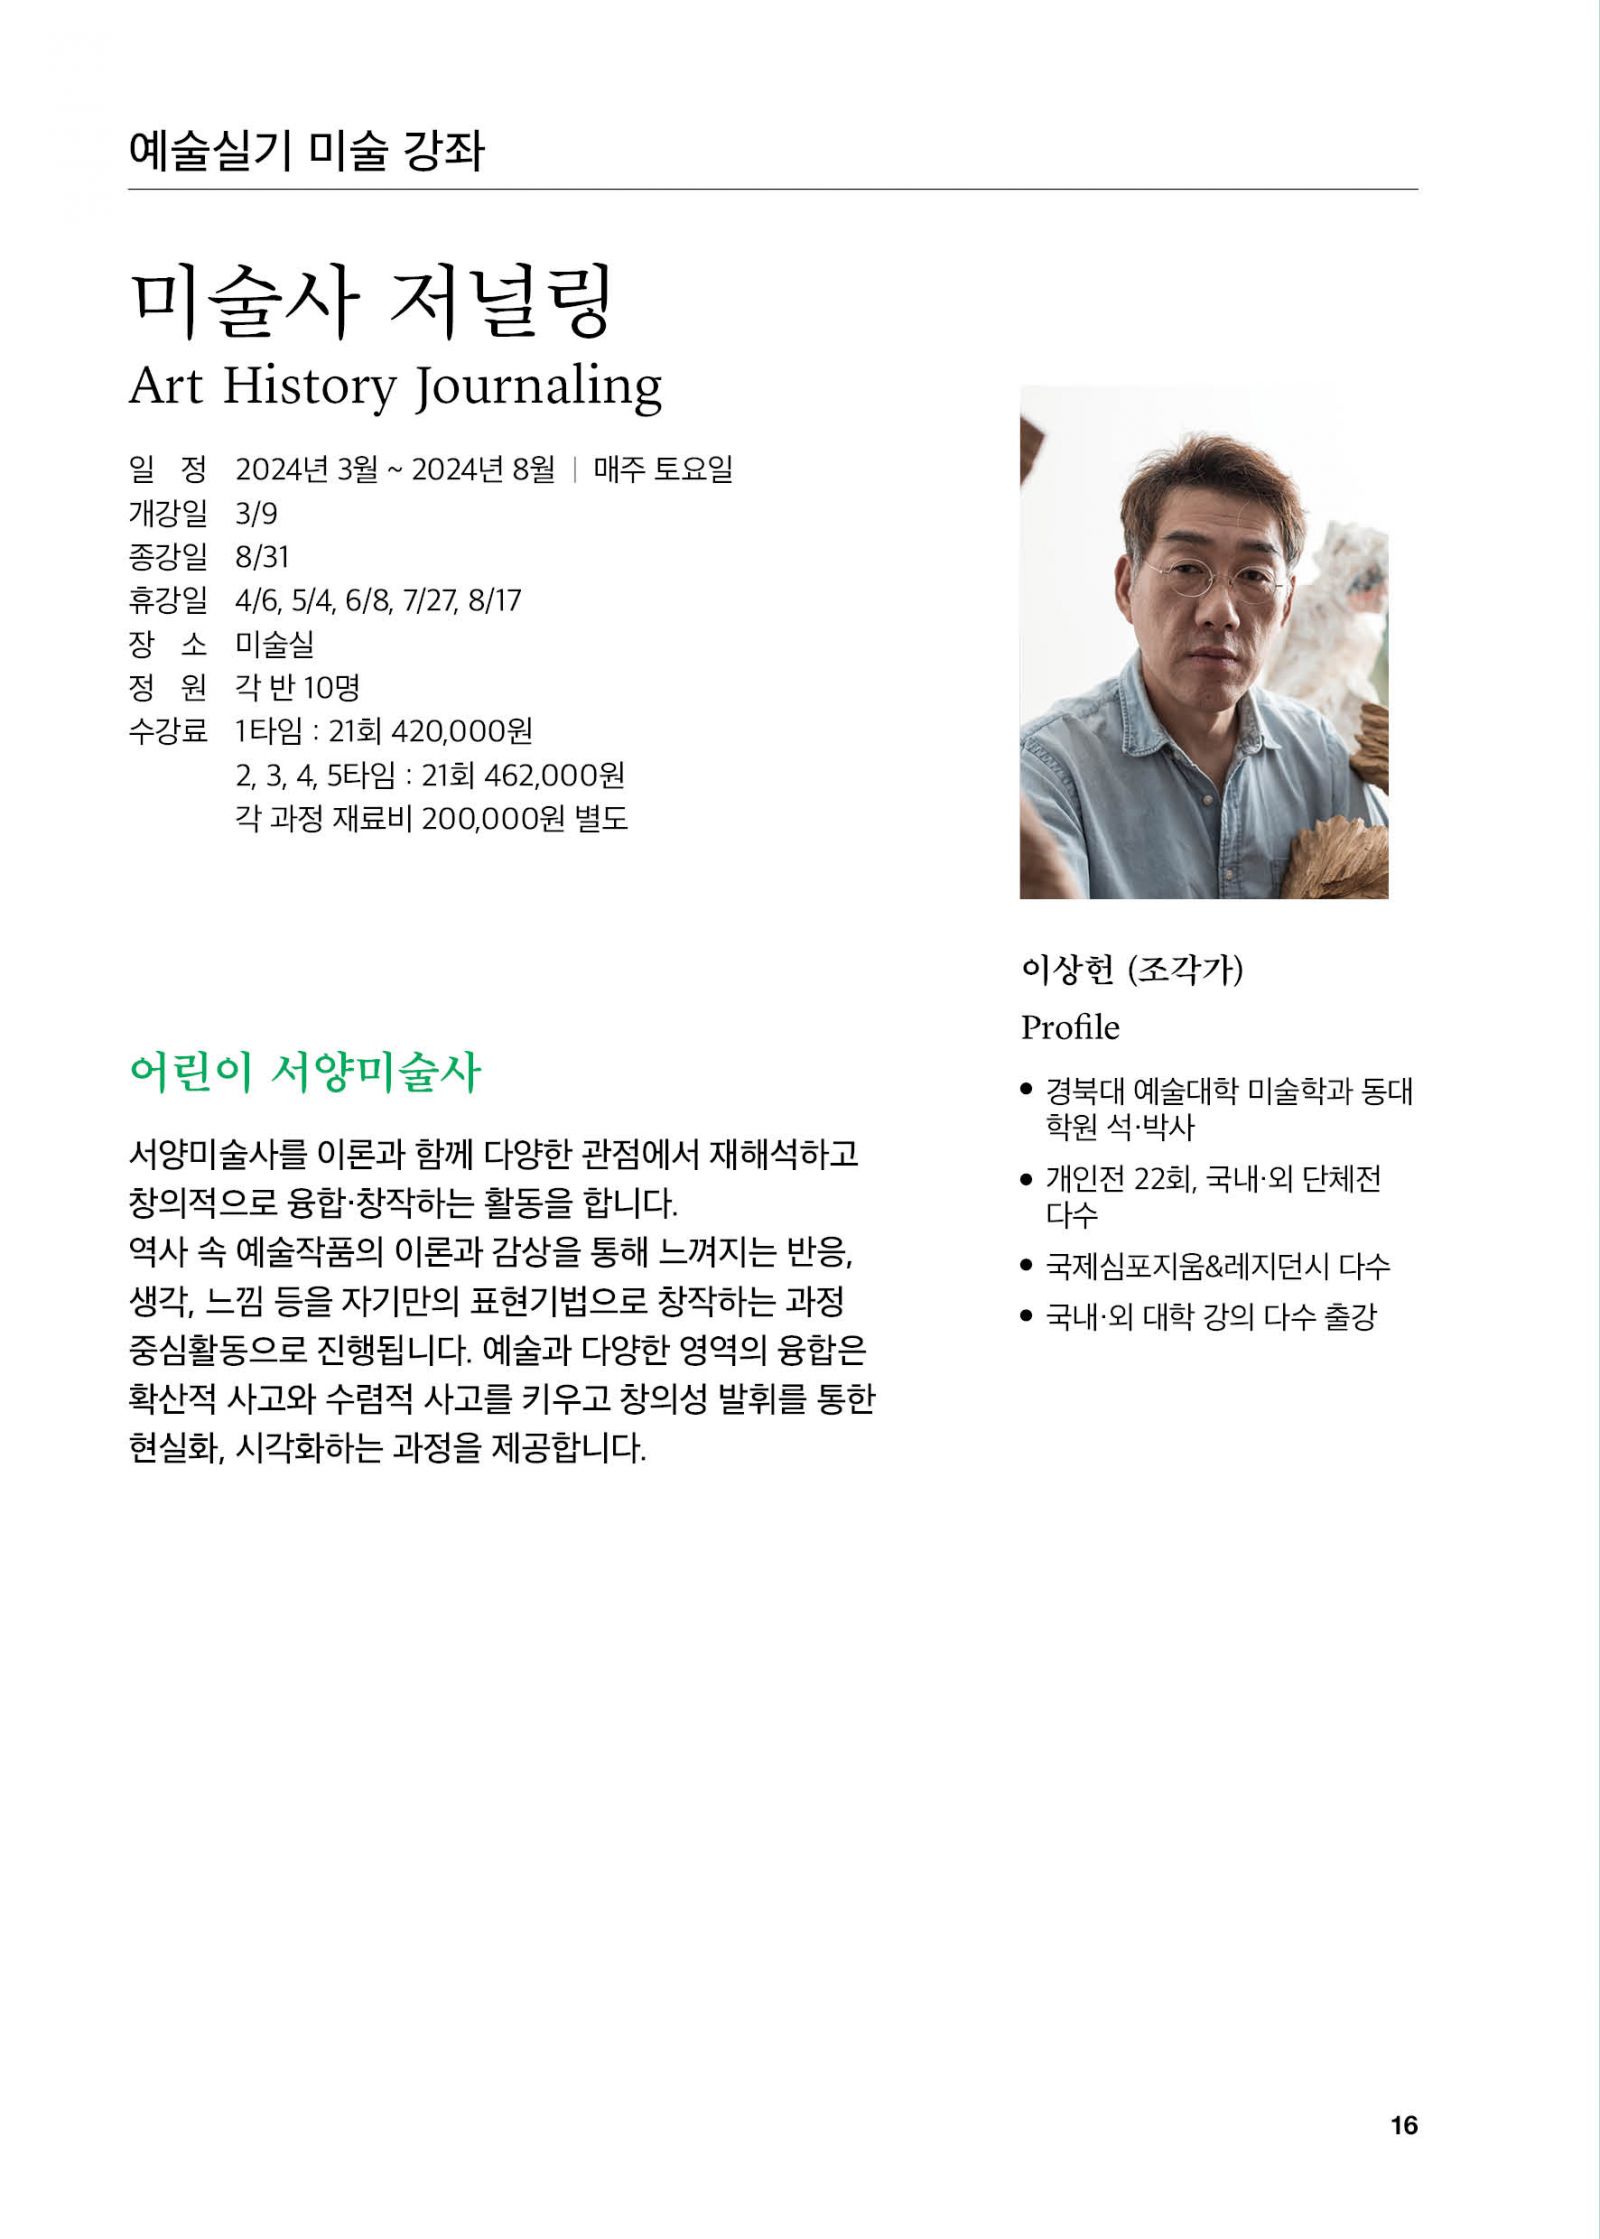 예술실기 미술 강좌
미술사 저널링
Art History Journaling
일 정 2024년 3월 ~ 2024년 8월 | 매주 토요일
개강일 3/9
종강일 8/31
휴강일 4/6, 5/4, 6/8, 7/27, 8/17
장 소 미술실
정 원 각 반 10명
수강료 1타임 : 21회 420,000원
2, 3, 4, 5타임 : 21회 462,000원
각 과정 재료비 200,000원 별도
어린이 서양미술사
서양미술사를 이론과 함께 다양한 관점에서 재해석하고
창의적으로 융합·창작하는 활동을 합니다.
역사 속 예술작품의 이론과 감상을 통해 느껴지는 반응,
생각, 느낌 등을 자기만의 표현기법으로 창작하는 과정
중심활동으로 진행됩니다. 예술과 다양한 영역의 융합은
확산적 사고와 수렴적 사고를 키우고 창의성 발휘를 통한
현실화, 시각화하는 과정을 제공합니다.
이상헌 (조각가)
Profile
• 경북대 예술대학 미술학과 동대
학원 석·박사
• 개인전 22회, 국내·외 단체전
다수
• 국제심포지움&레지던시 다수
• 국내·외 대학 강의 다수 출강
16